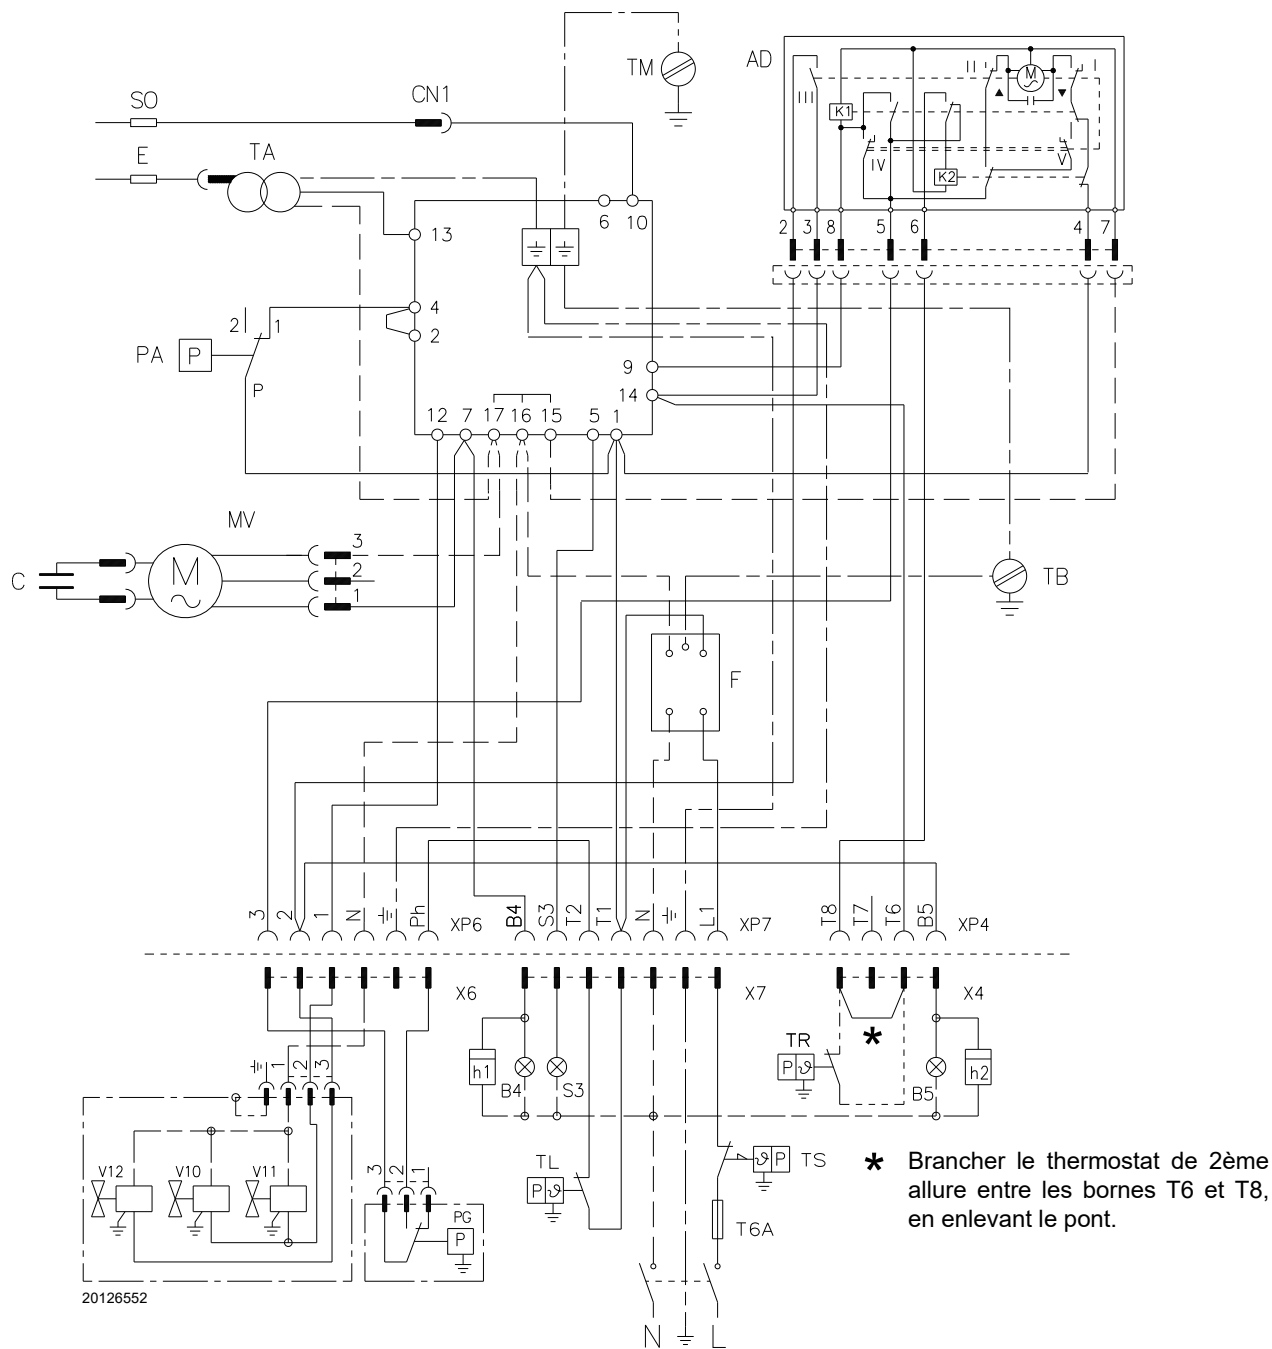 TM
AD
SO
CN1
E
TA
II
M
I
III
K1
IV
V
K2
6
10
13
2
3
8
5
6
4
7
4
2
2
1
PA
P
P
9
14
12
7
17
16
15
5
1
MV
3
2
1
C
M
TB
F
3
2
1
N
Ph
XP6
B4
S3
T2
T1
N
L1
XP7
T8
T7
T6
B5
XP4
X6
X7
X4
h1
B4
S3
TR
P ϑ
*
B5
h2
1
2
3
V12
V10
V11
3
2
1
PG
P
TL
P ϑ
ϑ P
TS
T6A
N
L
20126552
* Brancher le thermostat de 2ème
allure entre les bornes T6 et T8,
en enlevant le pont.